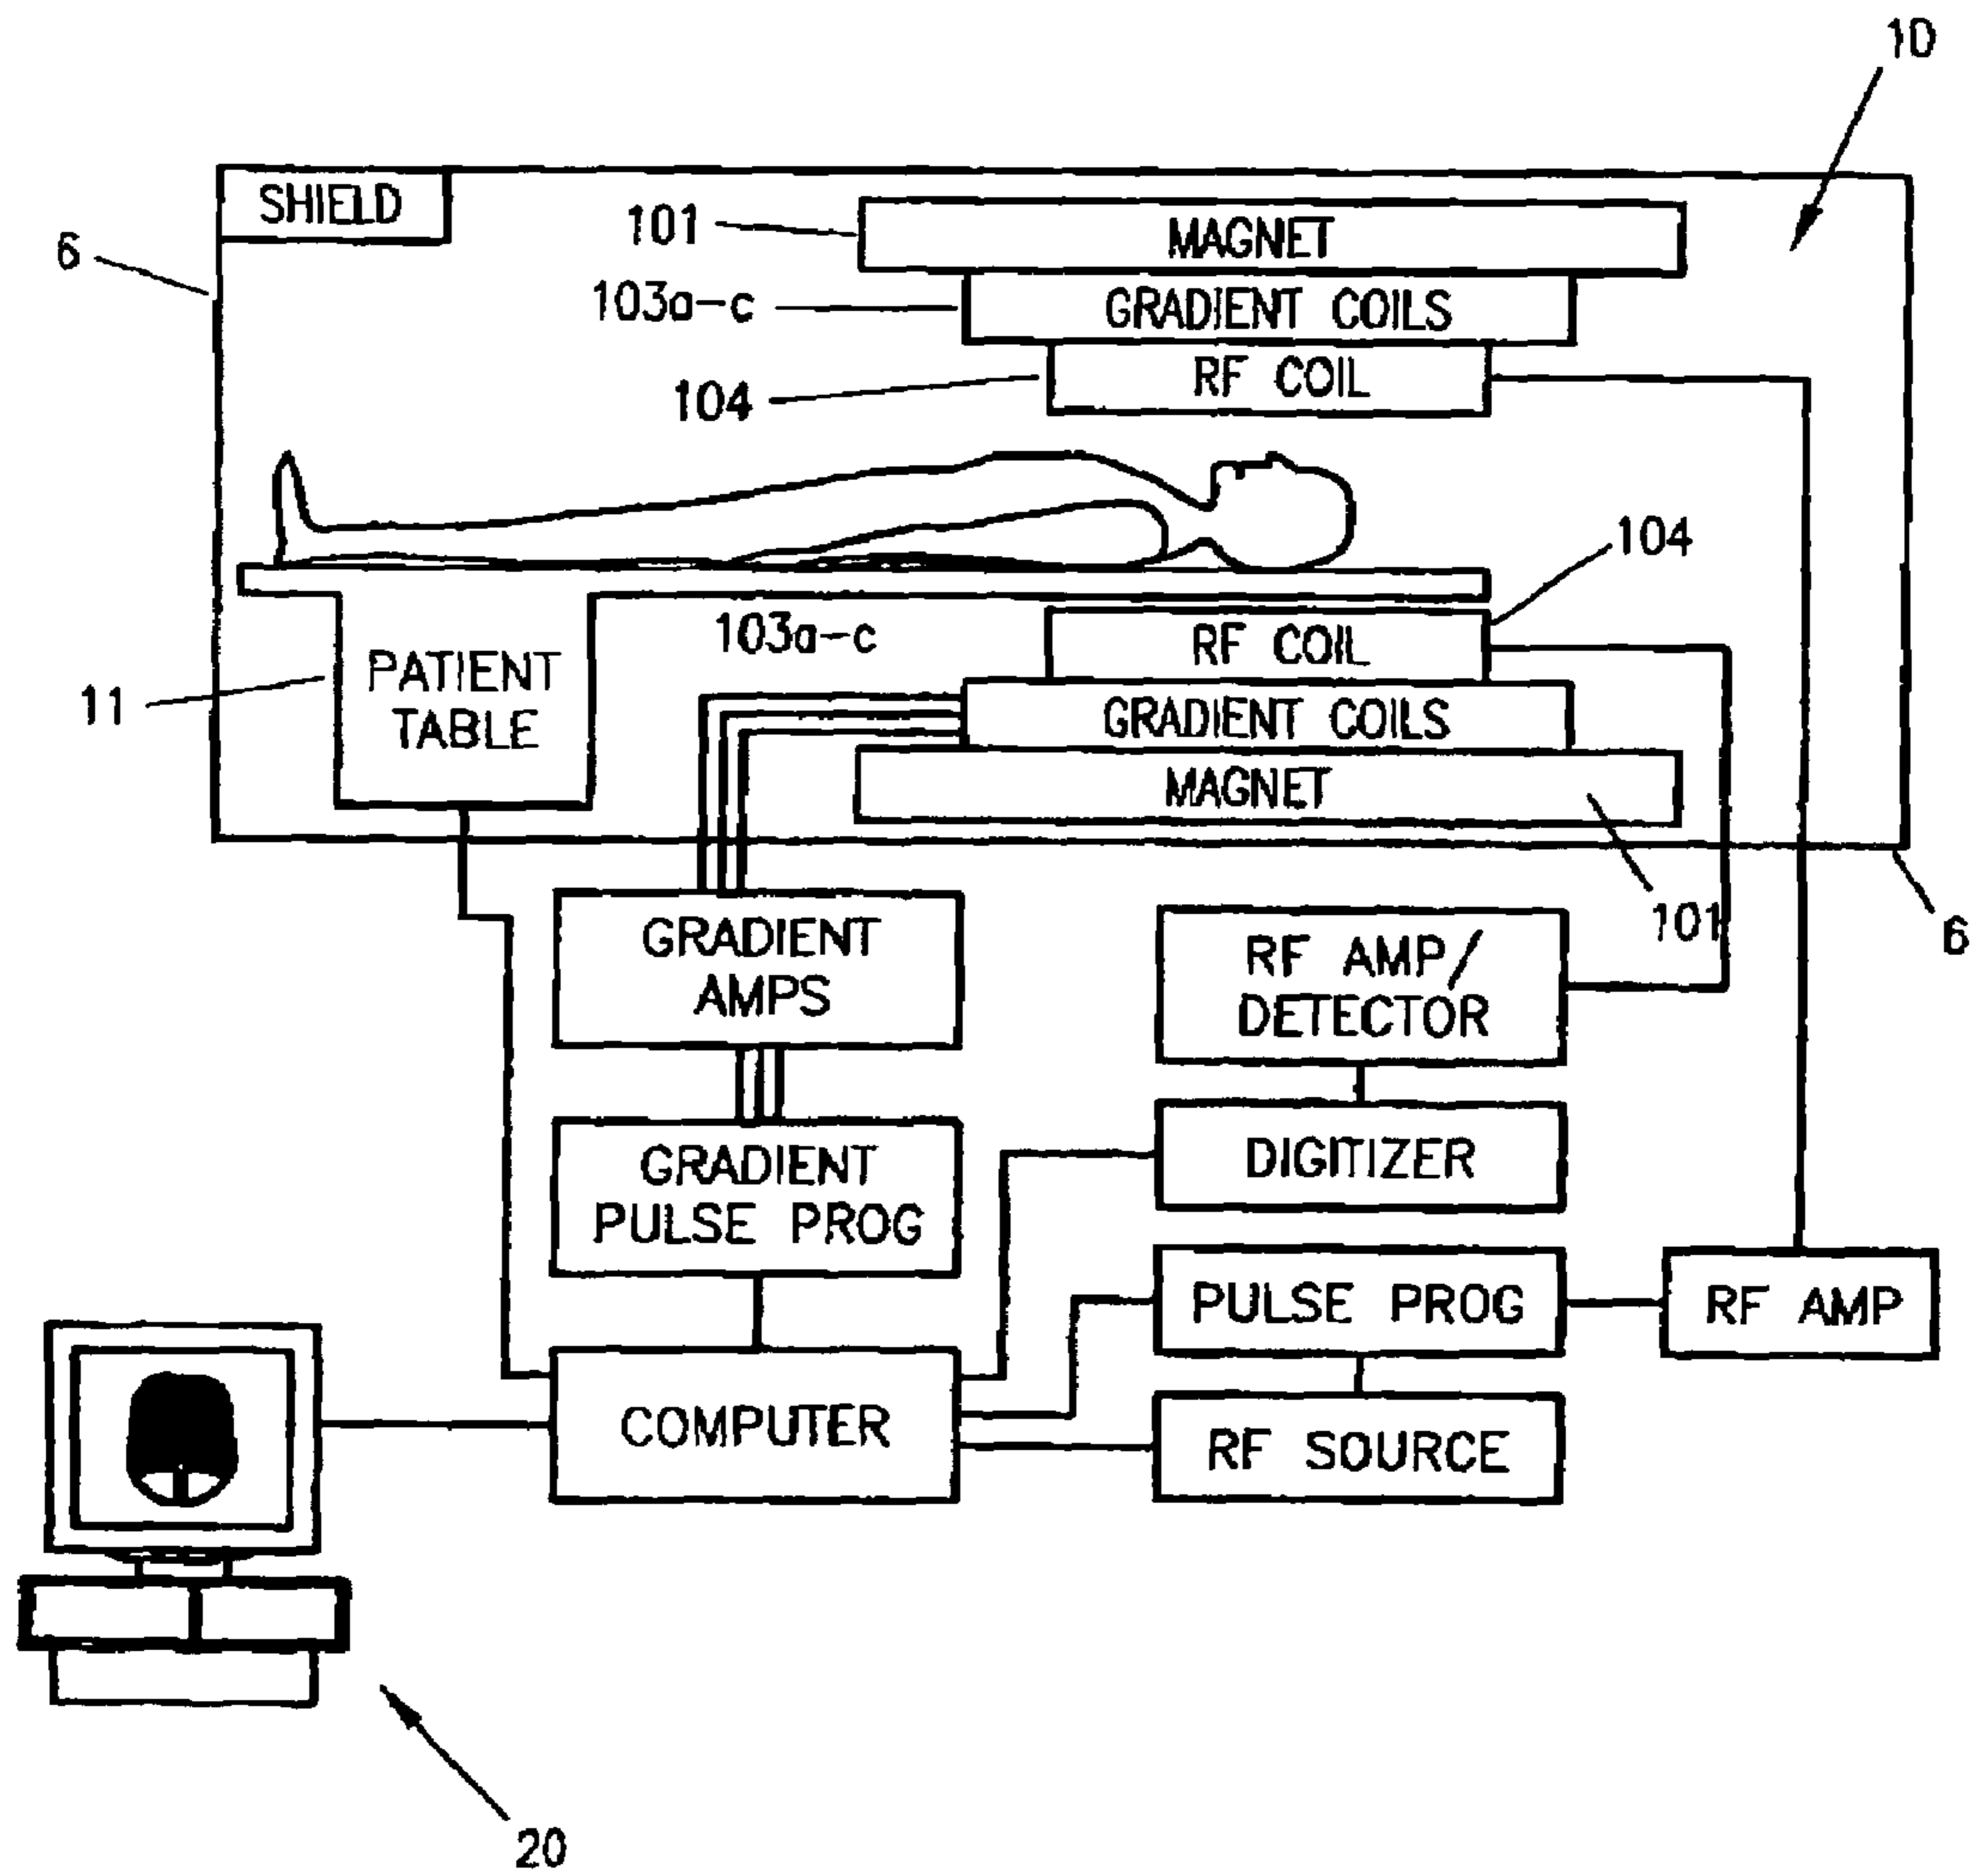 10
SHIELD
101
MAGNET
6
103a-c
GRADIENT COILS
104
RF COIL
104
103a-c
RF COIL
11
PATIENT
TABLE
GRADIENT COILS
MAGNET
101
6
GRADIENT
AMPS
RF AMP/
DETECTOR
GRADIENT
PULSE PROG
DIGITIZER
PULSE PROG
RF AMP
COMPUTER
RF SOURCE
20